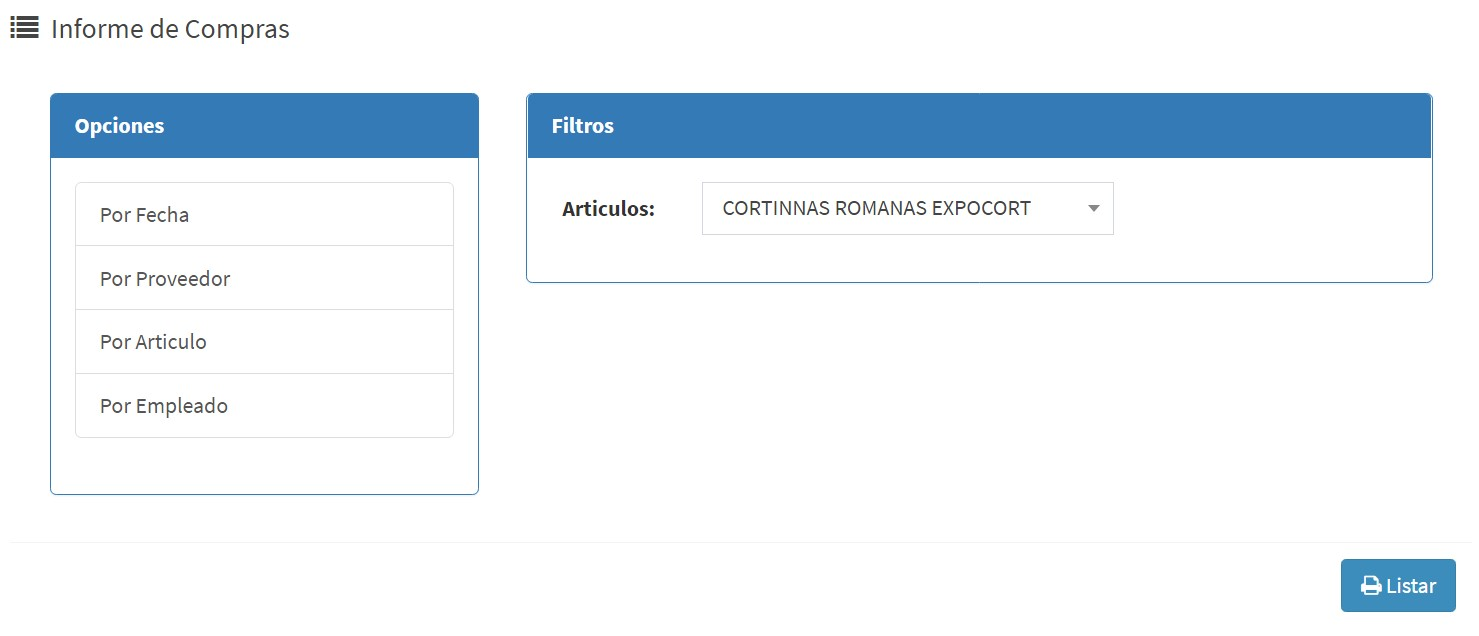 Informe de Compras
Opciones
Por Fecha
Por Proveedor
Por Articulo
Por Empleado
Filtros
Articulos: CORTINNAS ROMANAS EXPOCORT
Listar